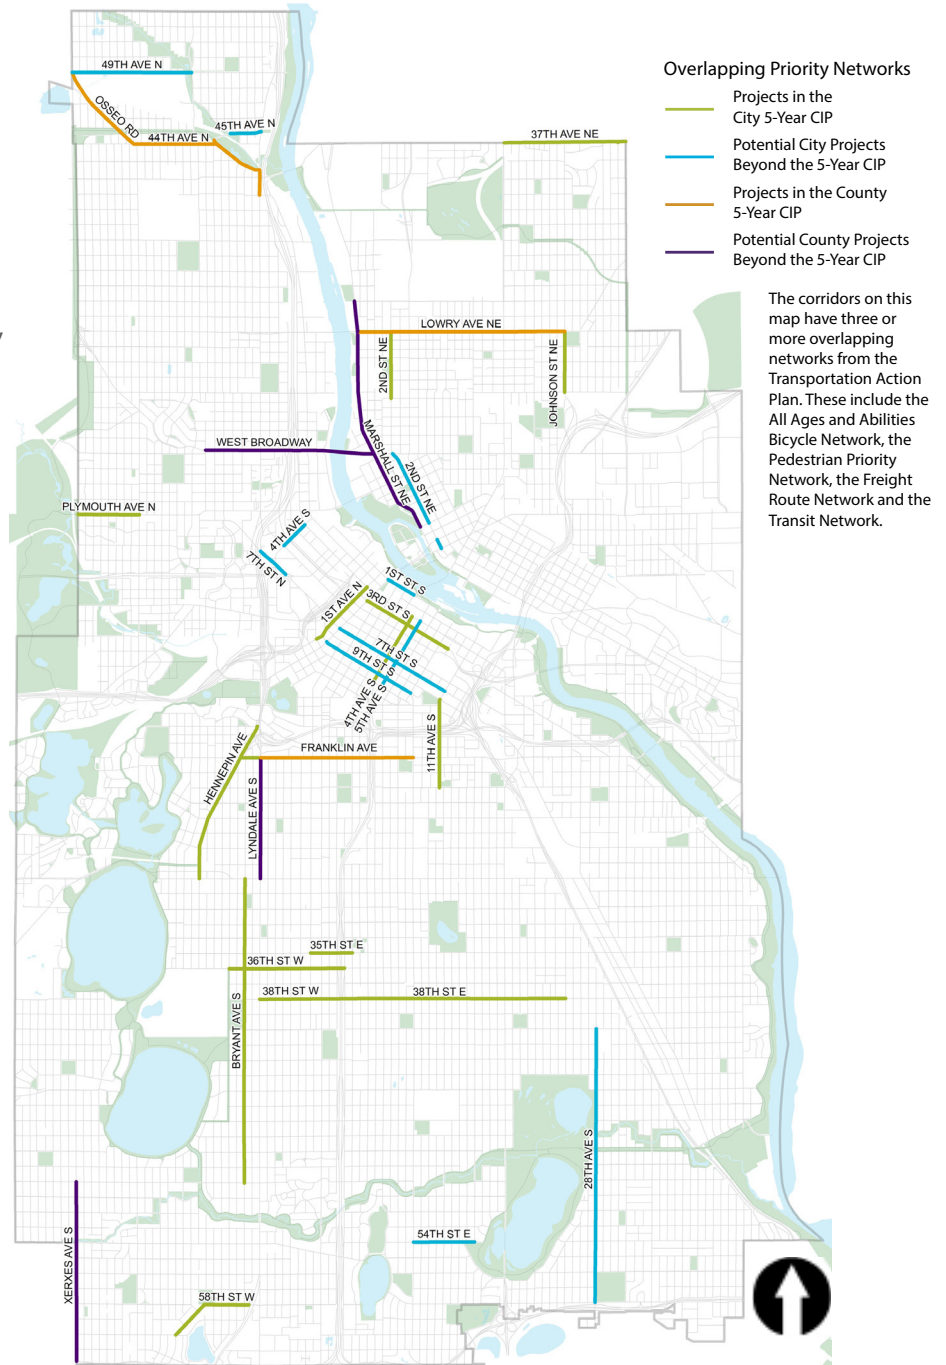 49TH AVE N
OSSEO RD
45TH AVE N
44TH AVE N
37TH AVE NE
Overlapping Priority Networks
Projects in the
City 5-Year CIP
Potential City Projects
Beyond the 5-Year CIP
Projects in the County
5-Year CIP
Potential County Projects
Beyond the 5-Year CIP
The corridors on this
map have three or
more overlapping
networks from the
Transportation Action
Plan. These include the
All Ages and Abilities
Bicycle Network, the
Pedestrian Priority
Network, the Freight
Route Network and the
Transit Network.
LOWRY AVE NE
2ND ST NE
JOHNSON ST NE
WEST BROADWAY
MARSHALL ST NE
2ND ST NE
PLYMOUTH AVE N
4TH AVE S
7TH ST N
1ST ST S
1ST AVE N
3RD ST S
7TH ST S
9TH ST S
4TH AVE S
5TH AVE S
11TH AVE S
HENNEPIN AVE
FRANKLIN AVE
LYNDALE AVE S
35TH ST E
36TH ST W
38TH ST W
38TH ST E
BRYANT AVE S
28TH AVE S
54TH ST E
XERXES AVE S
58TH ST W